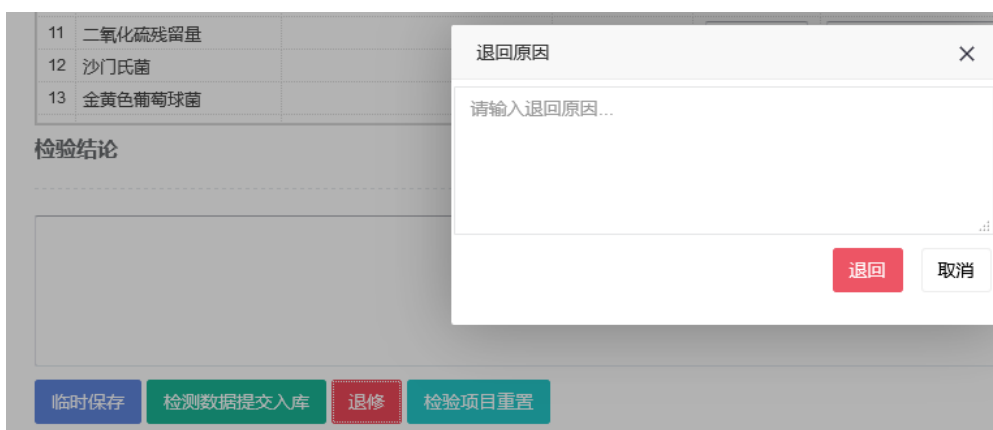 11 二氧化硫残留量
12 沙门氏菌
13 金黄色葡萄球菌
检验结论
退回原因
请输入退回原因...
退回 取消
临时保存 检测数据提交入库 退修 检验项目重置